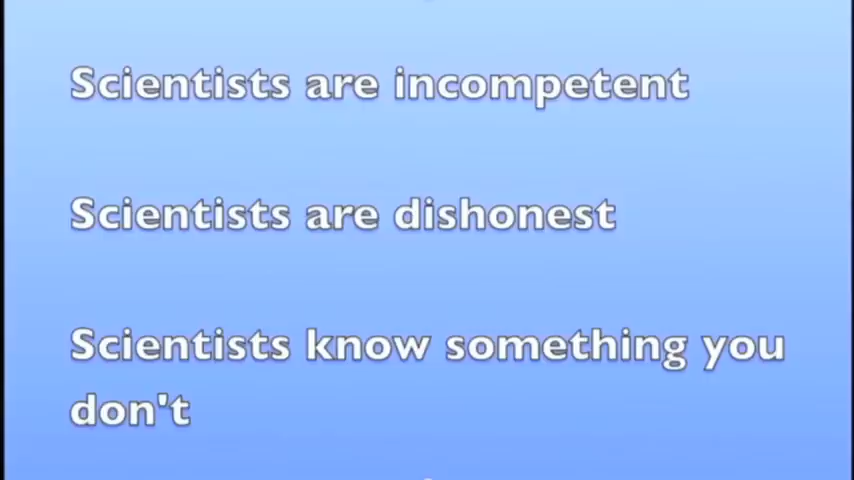 Scientists are incompetent
Scientists are dishonest
Scientists know something you
don't